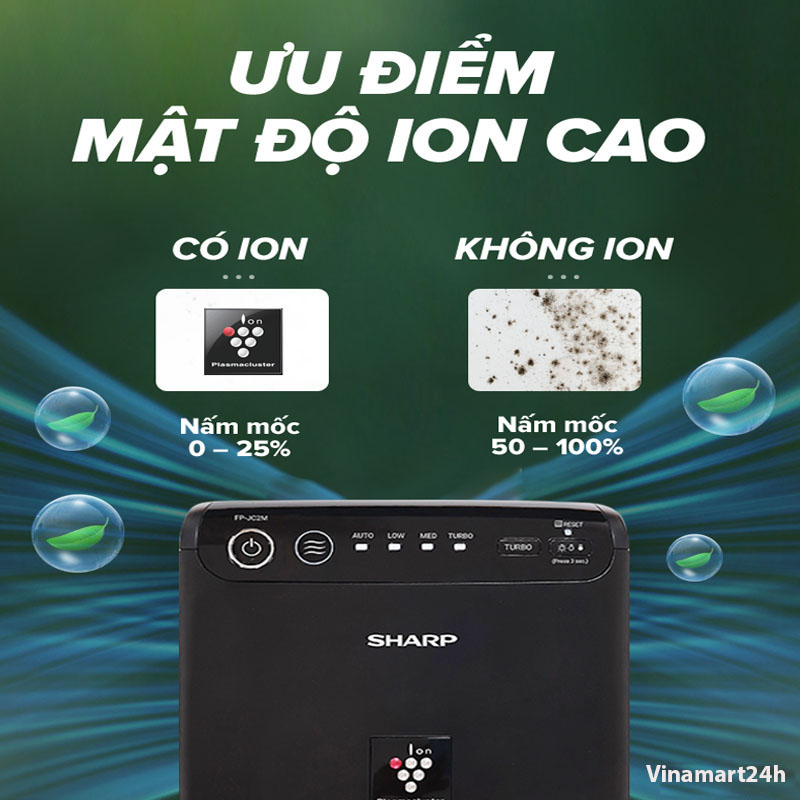 ƯU ĐIỂM
MẬT ĐỘ ION CAO
CÓ ION
KHÔNG ION
Ion
Plasmacluster
Nấm mốc
0 – 25%
Nấm mốc
50 – 100%
FP-JC2M
AUTO LOW MED TURBO
RESET
TURBO
(Press 3 sec.)
SHARP
Ion
Plasmacluster
Vinamart24h